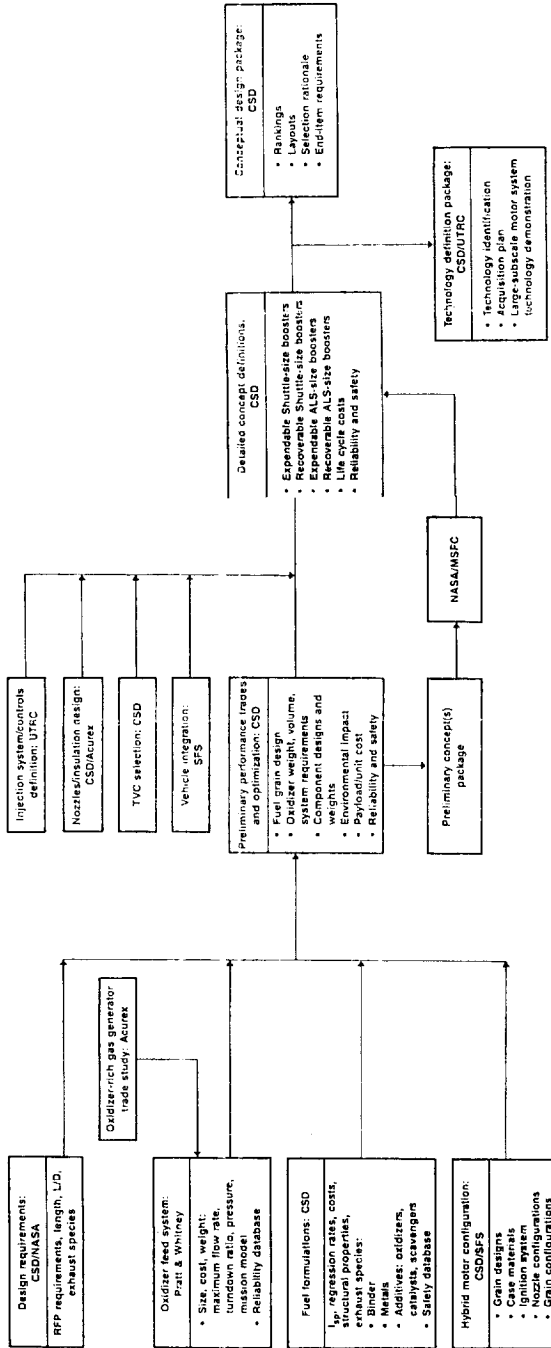 Design requirements:
CSD/NASA
RFP requirements, length, L/D,
exhaust species
Oxidizer-rich gas generator
trade study: Acurex
Oxidizer feed system:
Pratt & Whitney
• Size, cost, weight:
maximum flow rate,
turndown ratio, pressure,
mission model
• Reliability database
Fuel formulations: CSD
Isp, regression rates, costs,
structural properties,
exhaust species:
• Binder
• Metals
• Additives: oxidizers,
catalysts, scavengers
• Safety database
Hybrid motor configuration:
CSD/SFS
• Grain designs
• Case materials
• Ignition system
• Nozzle configurations
• Grain configurations
Injection system/controls
definition: UTRC
Nozzles/insulation design:
CSD/Acurex
TVC selection: CSD
Vehicle integration:
SFS
Preliminary performance trades
and optimization: CSD
• Fuel grain design
• Oxidizer weight, volume,
system requirements
• Component designs and
weights
• Environmental impact
• Payload/unit cost
• Reliability and safety
Preliminary concept(s)
package
NASA/MSFC
Detailed concept definitions:
CSD
• Expendable Shuttle-size boosters
• Recoverable Shuttle-size boosters
• Expendable ALS-size boosters
• Recoverable ALS-size boosters
• Life cycle costs
• Reliability and safety
Conceptual design package:
CSD
• Rankings
• Layouts
• Selection rationale
• End-item requirements
Technology definition package:
CSD/UTRC
• Technology identification
• Acquisition plan
• Large-subscale motor system
technology demonstration